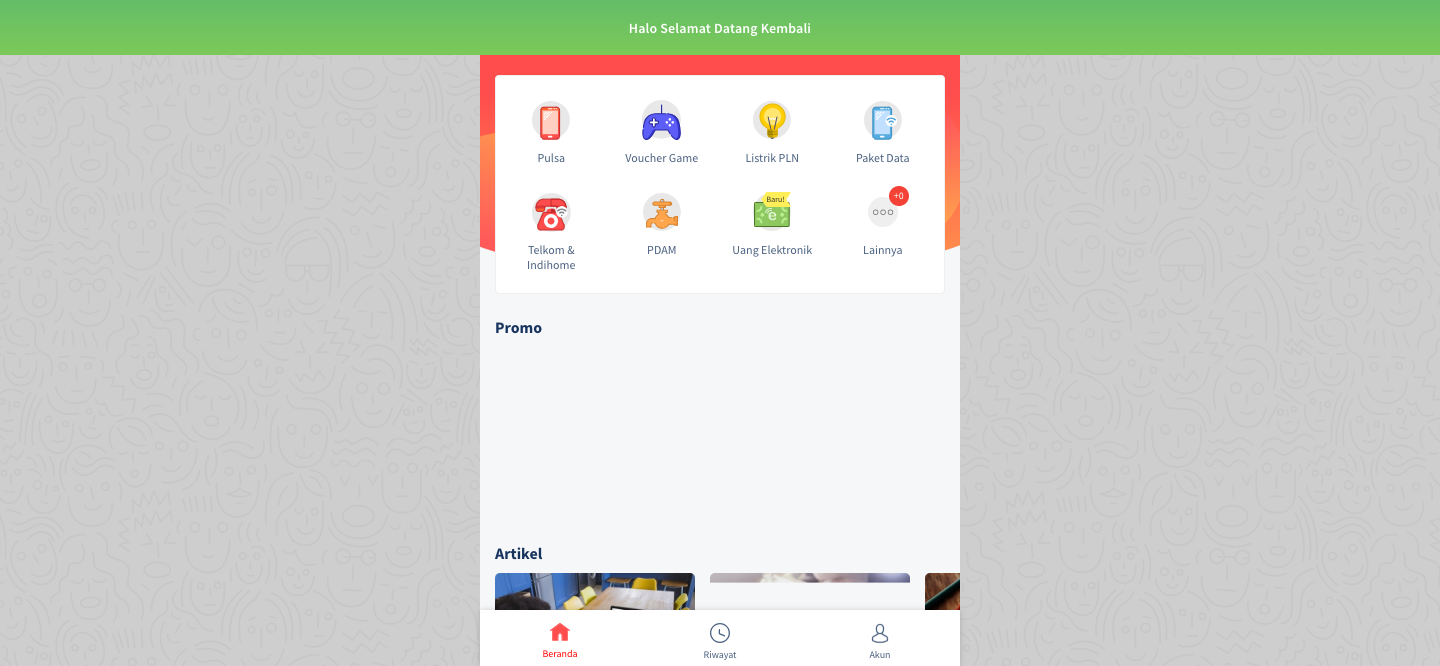 Halo Selamat Datang Kembali
Pulsa
Voucher Game
Listrik PLN
Paket Data
Baru!
e
+0
Telkom &
Indihome
PDAM
Uang Elektronik
Lainnya
Promo
Artikel
Beranda
Riwayat
Akun